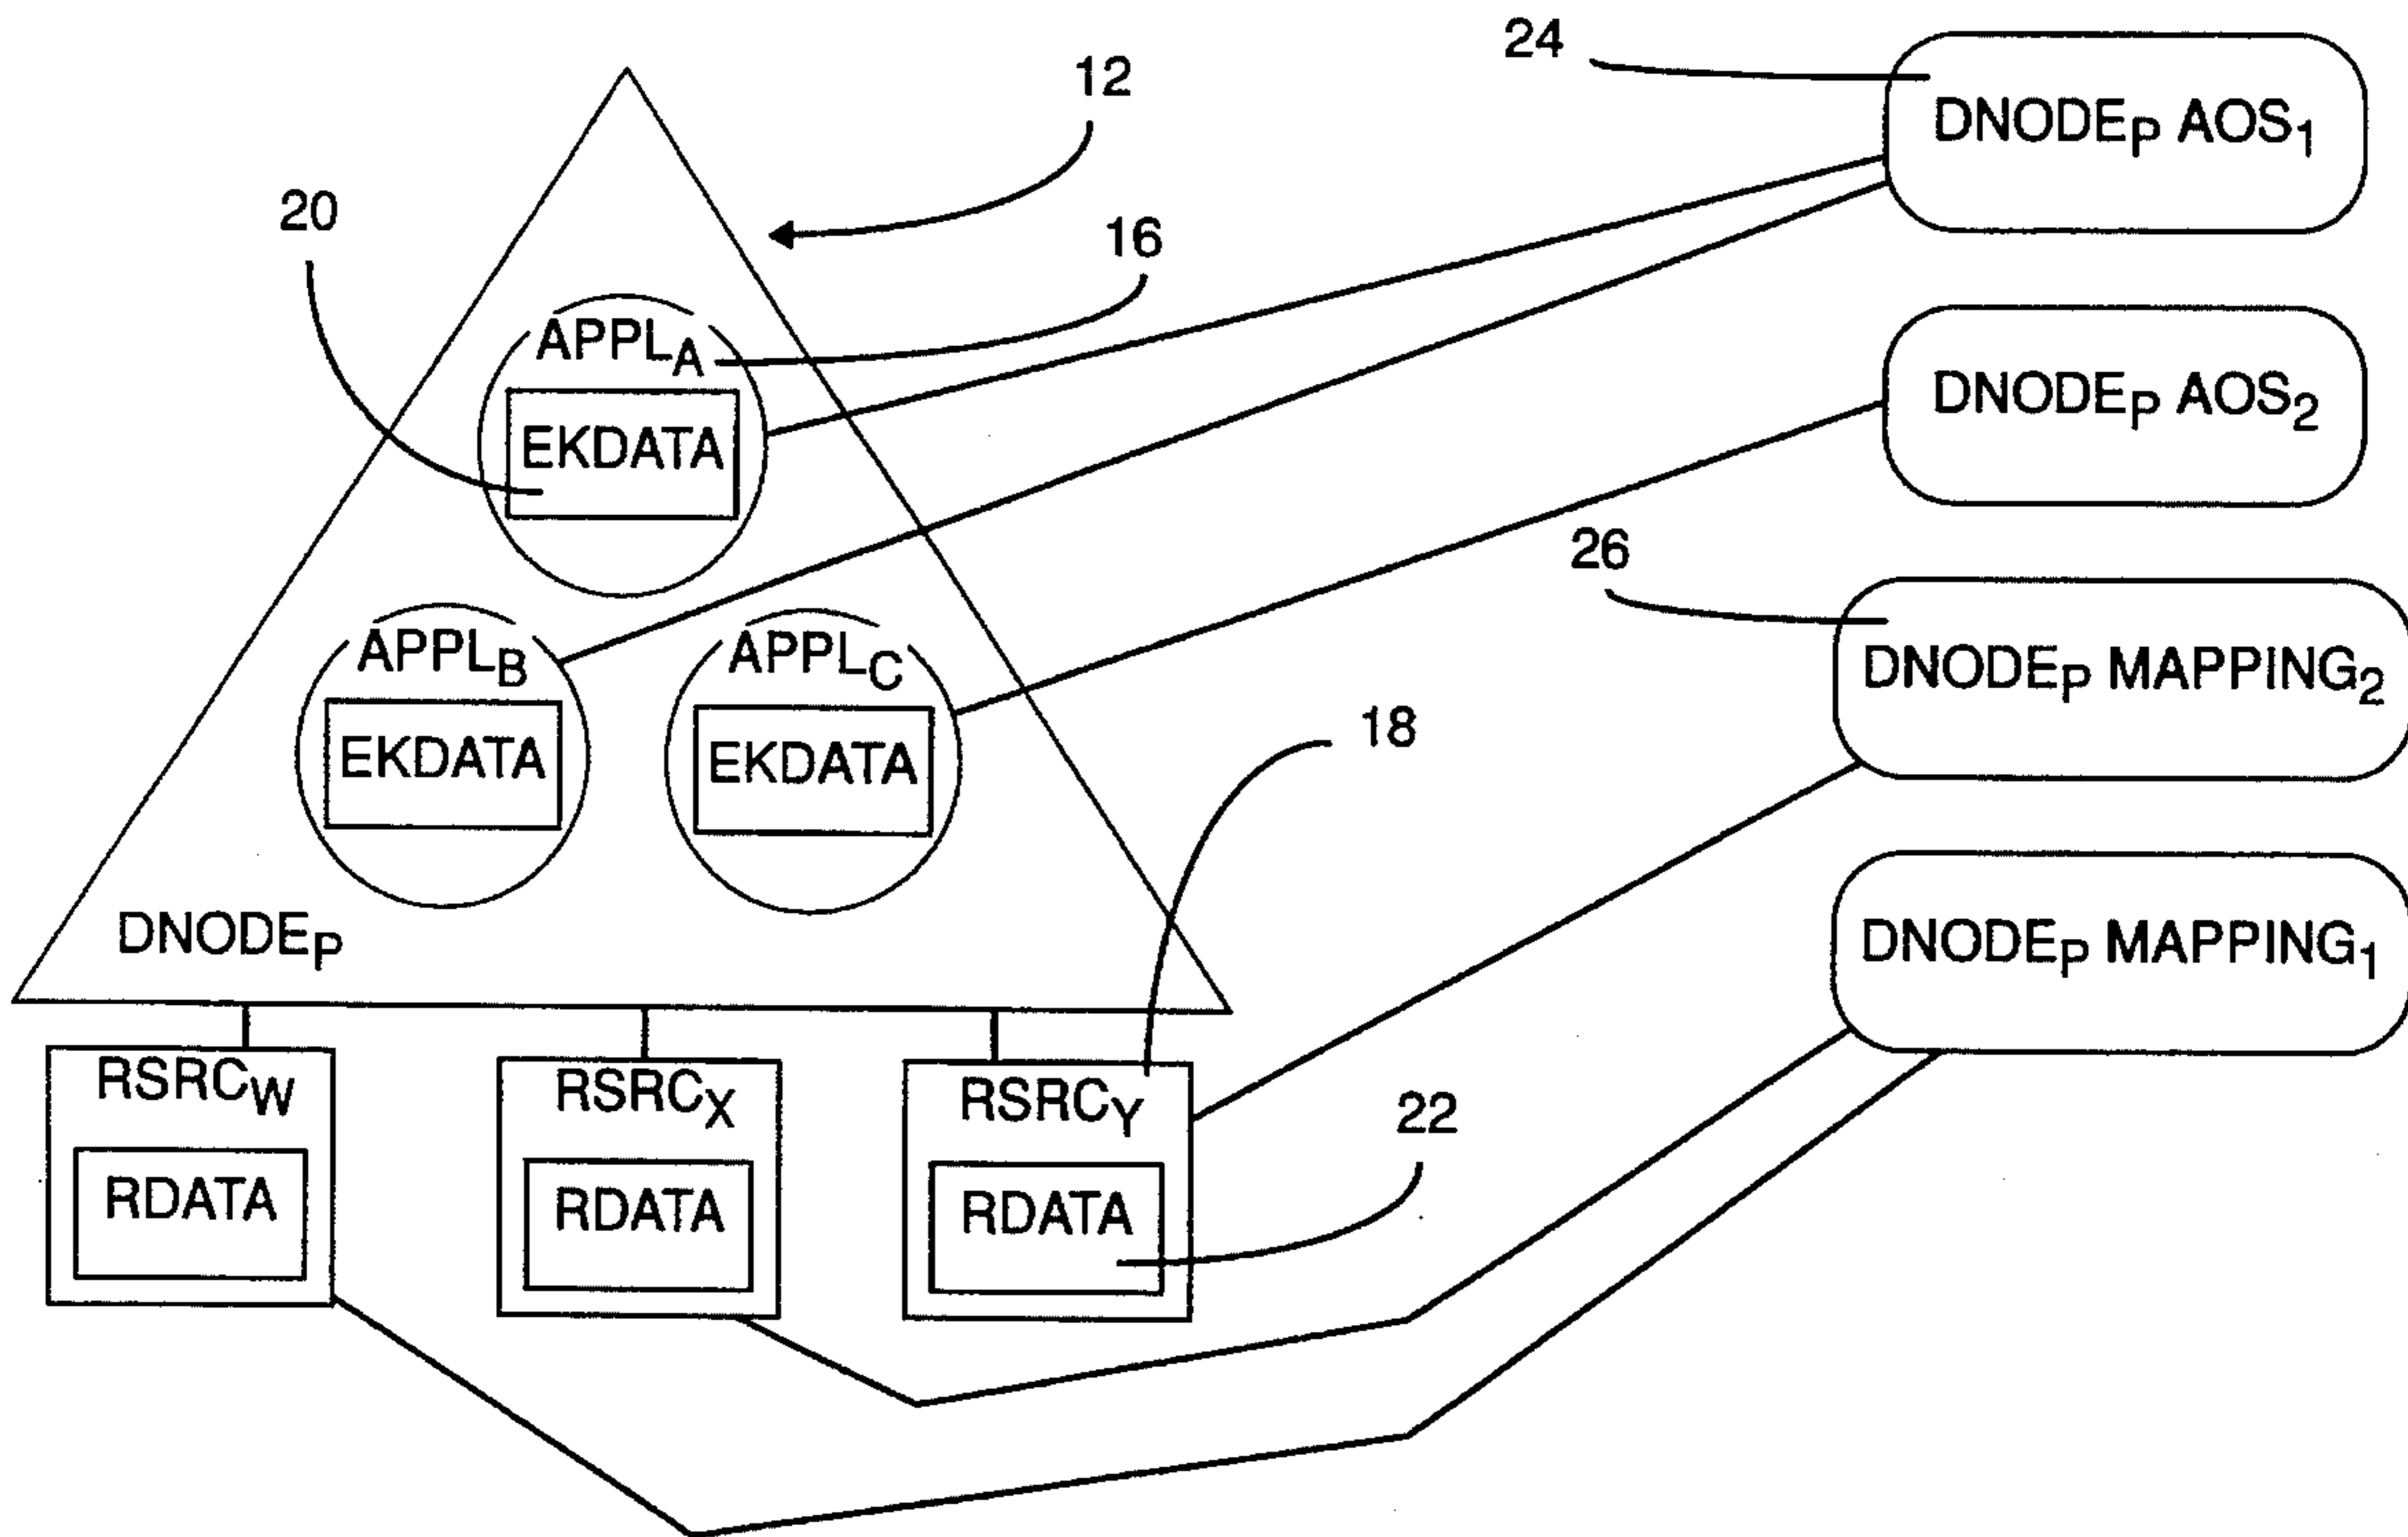 24
DNODEP AOS1
12
20
16
APPLA
EKDATA
DNODEP AOS2
26
APPLB
APPLC
DNODEP MAPPING2
EKDATA
EKDATA
18
DNODEP
DNODEP MAPPING1
RSRCW
RSRCX
RSRCY
22
RDATA
RDATA
RDATA